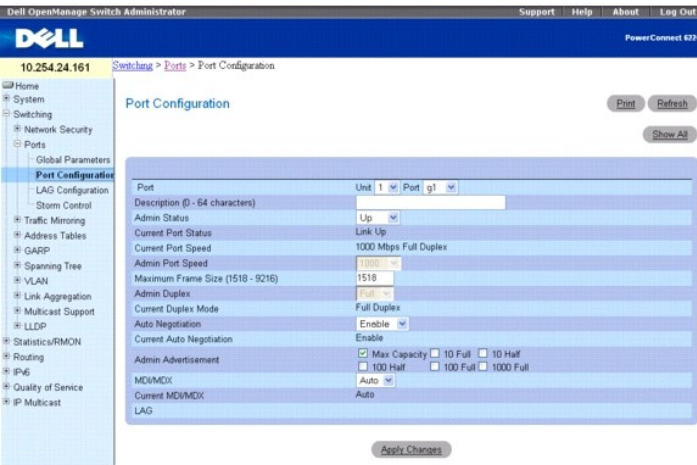 Dell OpenManage Switch Administrator
Support Help About Log Out
DELL
PowerConnect 622
10.254.24.161
Switching > Ports > Port Configuration
Home
System
Switching
Network Security
Ports
Global Parameters
Port Configuration
LAG Configuration
Storm Control
Traffic Mirroring
Address Tables
GARP
Spanning Tree
VLAN
Link Aggregation
Multicast Support
LLDP
Statistics/RMON
Routing
IPv6
Quality of Service
IP Multicast
Port Configuration
Print Refresh
Show All
Port Unit 1 Port g1
Description (0 - 64 characters)
Admin Status Up
Current Port Status Link Up
Current Port Speed 1000 Mbps Full Duplex
Admin Port Speed 1000
Maximum Frame Size (1518 - 9216) 1518
Admin Duplex Full
Current Duplex Mode Full Duplex
Auto Negotiation Enable
Current Auto Negotiation Enable
Admin Advertisement Max Capacity 10 Full 10 Half
100 Half 100 Full 1000 Full
MDI/MDX Auto
Current MDI/MDX Auto
LAG
Apply Changes